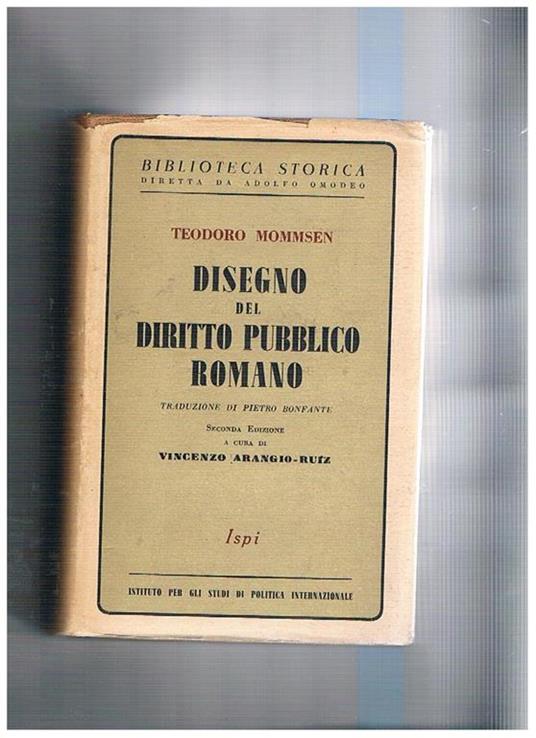 BIBLIOTECA STORICA
DIRETTA DA ADOLFO OMODEO
TEODORO MOMMSEN
DISEGNO
DEL
DIRITTO PUBBLICO
ROMANO
TRADUZIONE DI PIETRO BONFANTE
SECONDA EDIZIONE
A CURA DI
VINCENZO ARANGIO-RUÍZ
Ispi
ISTITUTO PER GLI STUDI DI POLITICA INTERNAZIONALE